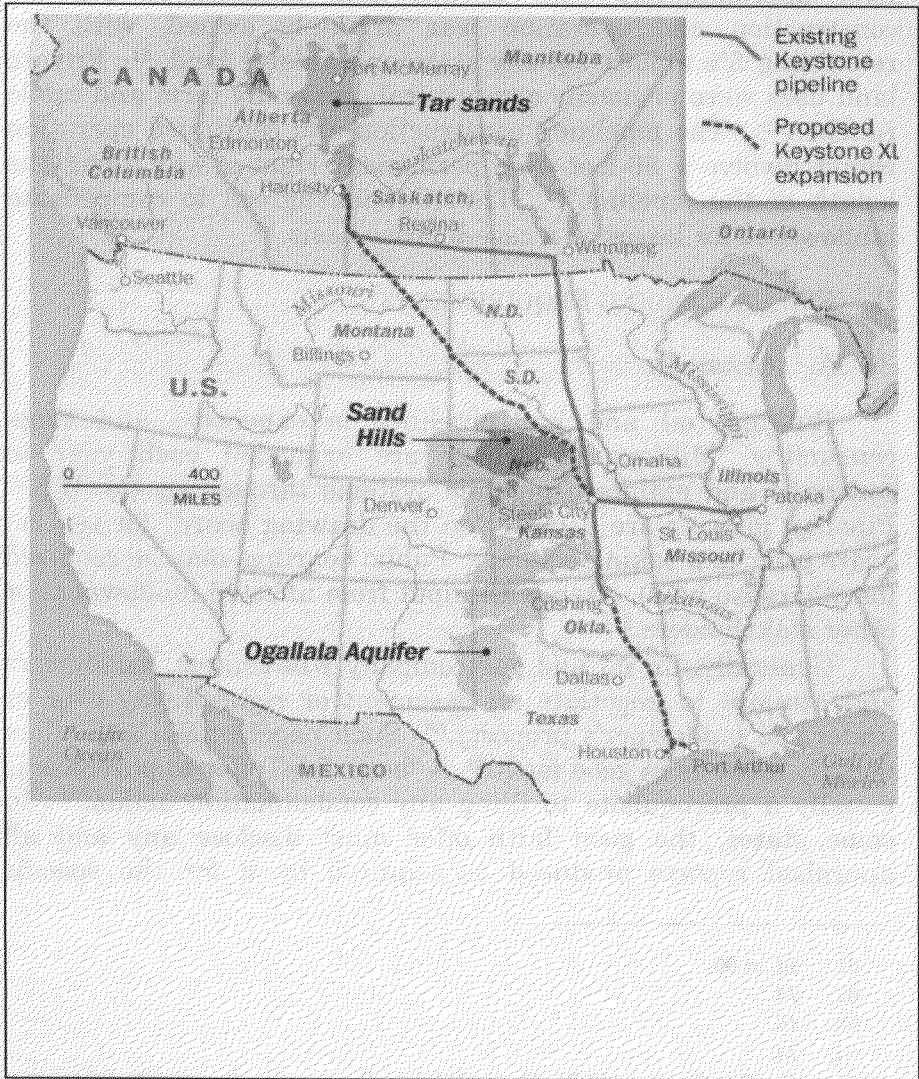 Existing
Keystone
pipeline
Proposed
Keystone XL
expansion
CANADA
Fort McMurray
Manitoba
Tar sands
Alberta
Edmonton
Saskatchewan
British
Columbia
Hardisty
Saskatch.
Regina
Vancouver
Winnipeg
Ontario
Seattle
Missouri
N.D.
Montana
Billings
Mississippi
U.S.
S.D.
Sand
Hills
Neb.
Omaha
Illinois
0 400
MILES
Denver
Steele City
Patoka
Kansas
St. Louis
Missouri
Cushing
Arkansas
Okla.
Ogallala Aquifer
Dallas
Texas
Pacific
Ocean
Houston
Port Arthur
Gulf of
Mexico
MEXICO